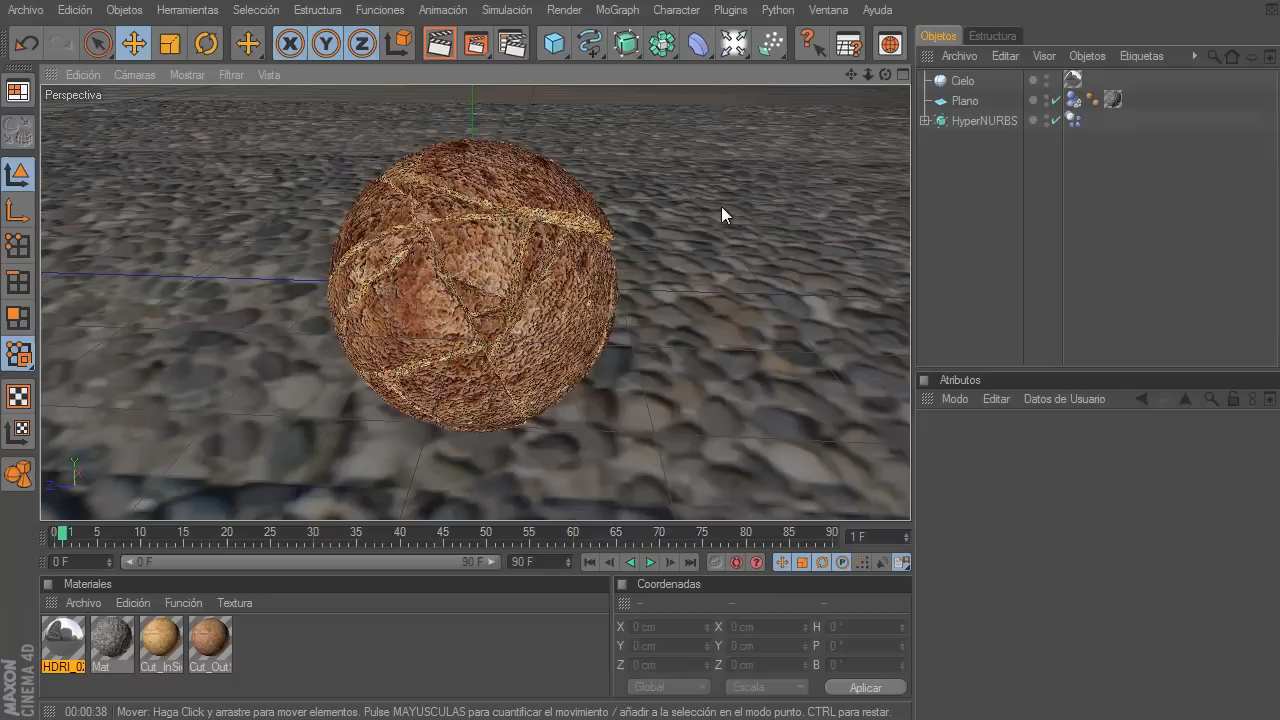 Archivo Edición Objetos Herramientas Selección Estructura Funciones Animación Simulación Render MoGraph Character Plugins Python Ventana Ayuda
Objetos Estructura
Archivo Editar Visor Objetos Etiquetas
Edición Cámaras Mostrar Filtrar Vista
Perspectiva
Cielo
Plano
HyperNURBS
Atributos
Modo Editar Datos de Usuario
0 1 5 10 15 20 25 30 35 40 45 50 55 60 65 70 75 80 85 90 1 F
0 F 0 F 90 F 90 F
Materiales
Archivo Edición Función Textura
HDRI_02 Mat Cut_InSi Cut_OutS
Coordenadas
X 0 cm X 0 cm H 0 °
Y 0 cm Y 0 cm P 0 °
Z 0 cm Z 0 cm B 0 °
Global Escala Aplicar
MAXON
CINEMA 4D
00:00:38 Mover: Haga Click y arrastre para mover elementos. Pulse MAYUSCULAS para cuantificar el movimiento / añadir a la selección en el modo punto. CTRL para restar.
X Y Z
Y
Z